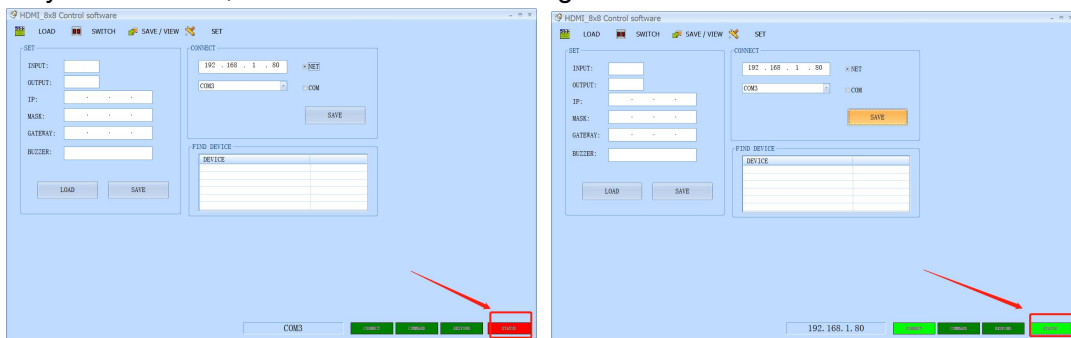 HDMI_8x8 Control software
LOAD SWITCH SAVE / VIEW SET
SET
INPUT:
OUTPUT:
IP:
MASK:
GATEWAY:
BUZZER:
LOAD SAVE
CONNECT
192 . 168 . 1 . 80 NET
COM3 COM
SAVE
FIND DEVICE
DEVICE
COM3 CONNECT COMMAND STATUS
HDMI_8x8 Control software
LOAD SWITCH SAVE / VIEW SET
SET
INPUT:
OUTPUT:
IP:
MASK:
GATEWAY:
BUZZER:
LOAD SAVE
CONNECT
192 . 168 . 1 . 80 NET
COM3 COM
SAVE
FIND DEVICE
DEVICE
192.168.1.80 CONNECT COMMAND STATUS